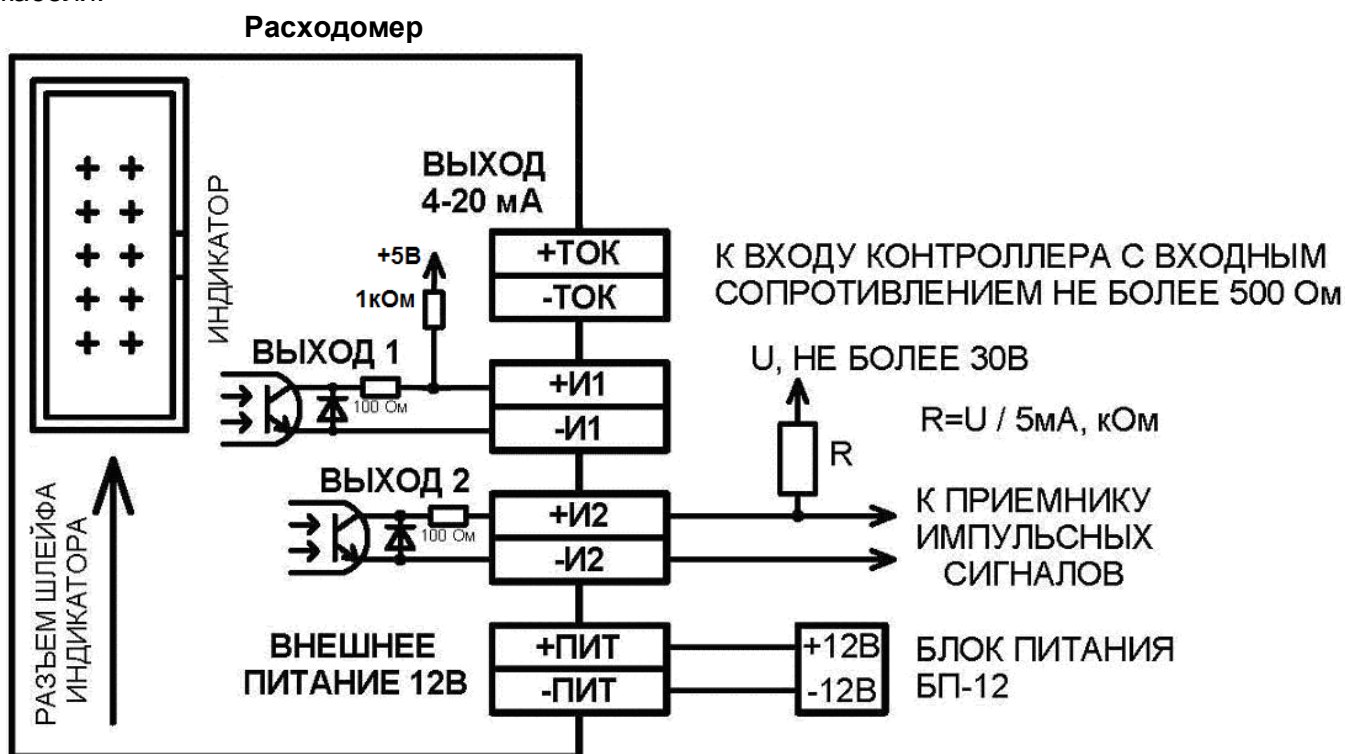 Расходомер
ВЫХОД
4-20 мА
+ТОК
-ТОК
К ВХОДУ КОНТРОЛЛЕРА С ВХОДНЫМ
СОПРОТИВЛЕНИЕМ НЕ БОЛЕЕ 500 Ом
ИНДИКАТОР
+5В
1кОм
ВЫХОД 1
100 Ом
+И1
-И1
U, НЕ БОЛЕЕ 30В
R=U / 5мА, кОм
R
ВЫХОД 2
100 Ом
+И2
-И2
К ПРИЕМНИКУ
ИМПУЛЬСНЫХ
СИГНАЛОВ
РАЗЪЕМ ШЛЕЙФА
ИНДИКАТОРА
ВНЕШНЕЕ
ПИТАНИЕ 12В
+ПИТ
-ПИТ
+12В
-12В
БЛОК ПИТАНИЯ
БП-12